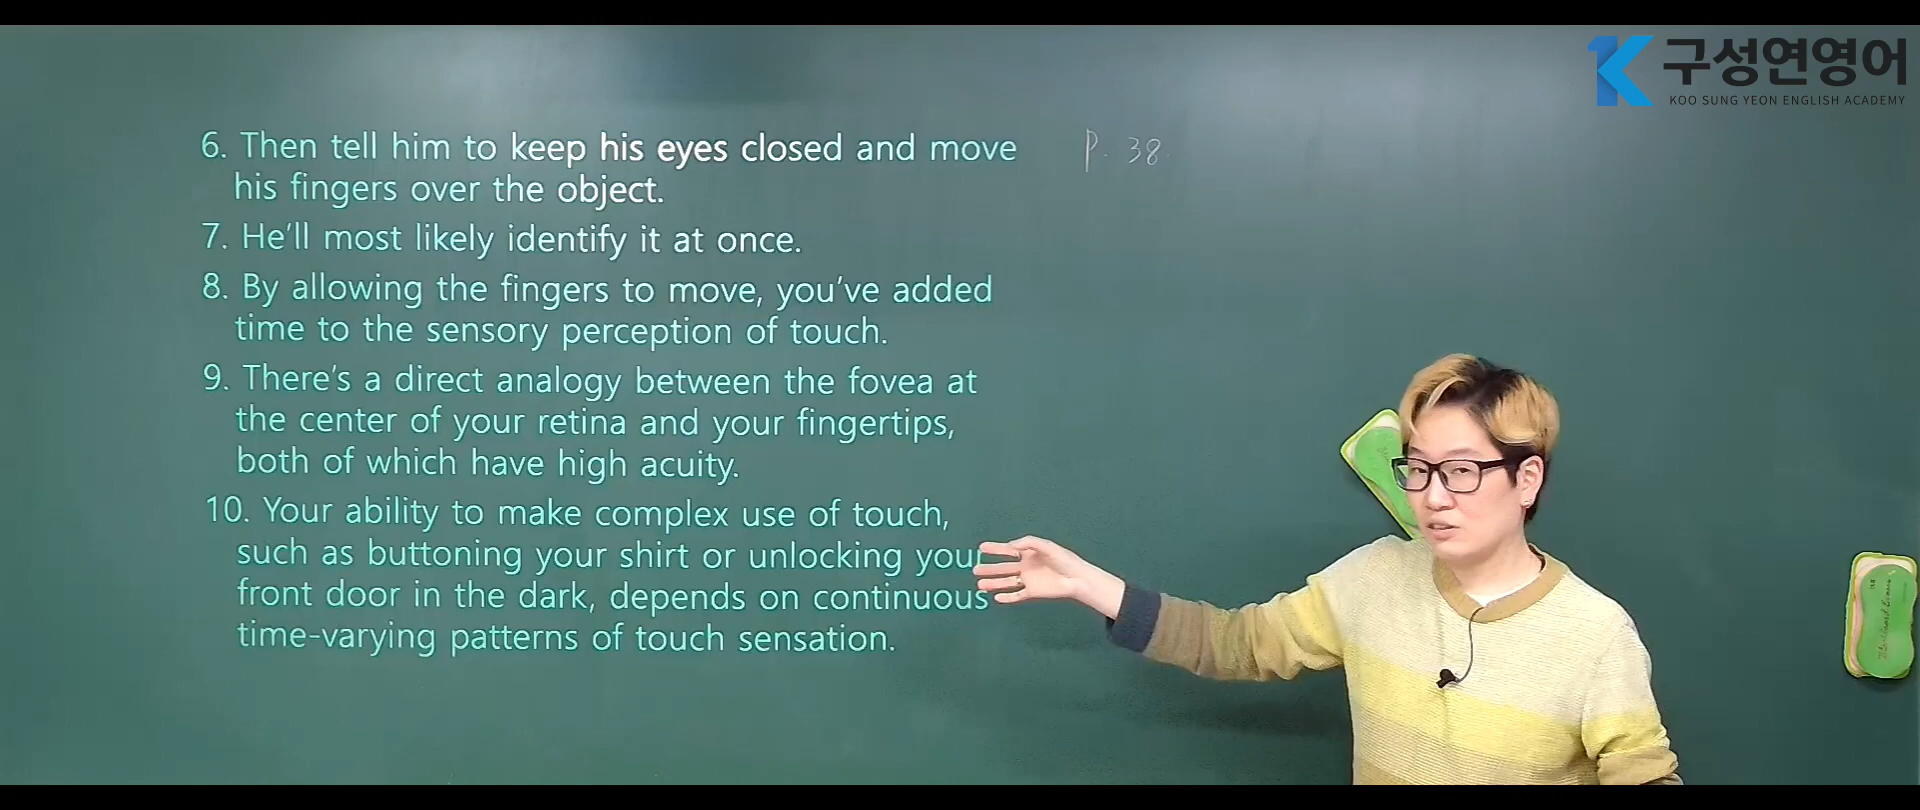 구성연영어
KOO SUNG YEON ENGLISH ACADEMY
6. Then tell him to keep his eyes closed and move
his fingers over the object.
P. 38.
7. He'll most likely identify it at once.
8. By allowing the fingers to move, you've added
time to the sensory perception of touch.
9. There's a direct analogy between the fovea at
the center of your retina and your fingertips,
both of which have high acuity.
10. Your ability to make complex use of touch,
such as buttoning your shirt or unlocking your
front door in the dark, depends on continuous
time-varying patterns of touch sensation.